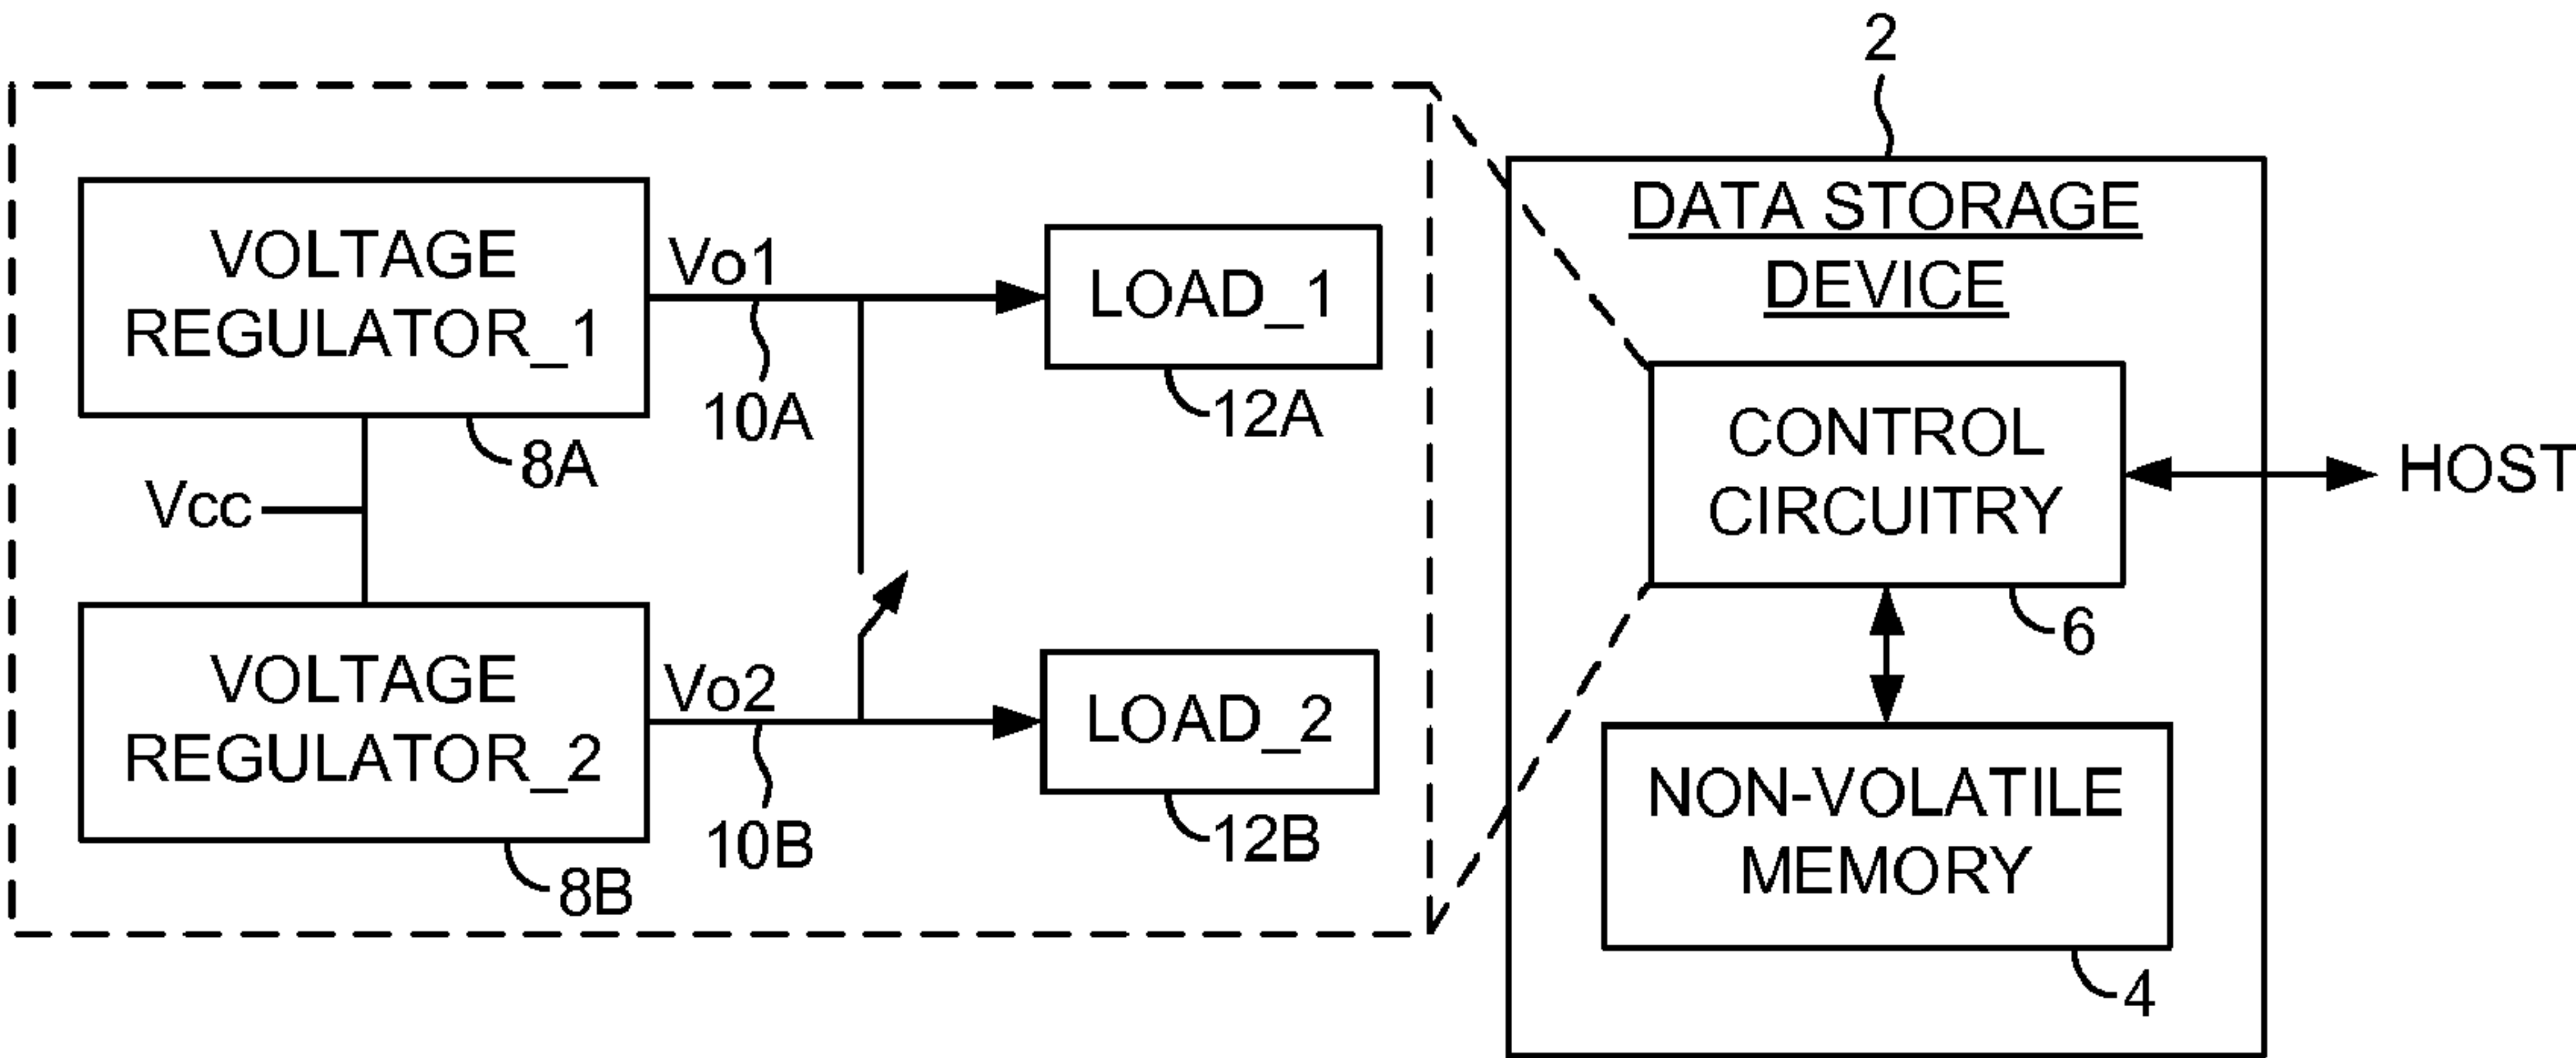 2
DATA STORAGE
DEVICE
VOLTAGE
REGULATOR_1
Vo1
LOAD_1
10A
12A
8A
Vcc
CONTROL
CIRCUITRY
HOST
6
VOLTAGE
REGULATOR_2
Vo2
LOAD_2
10B
12B
8B
NON-VOLATILE
MEMORY
4